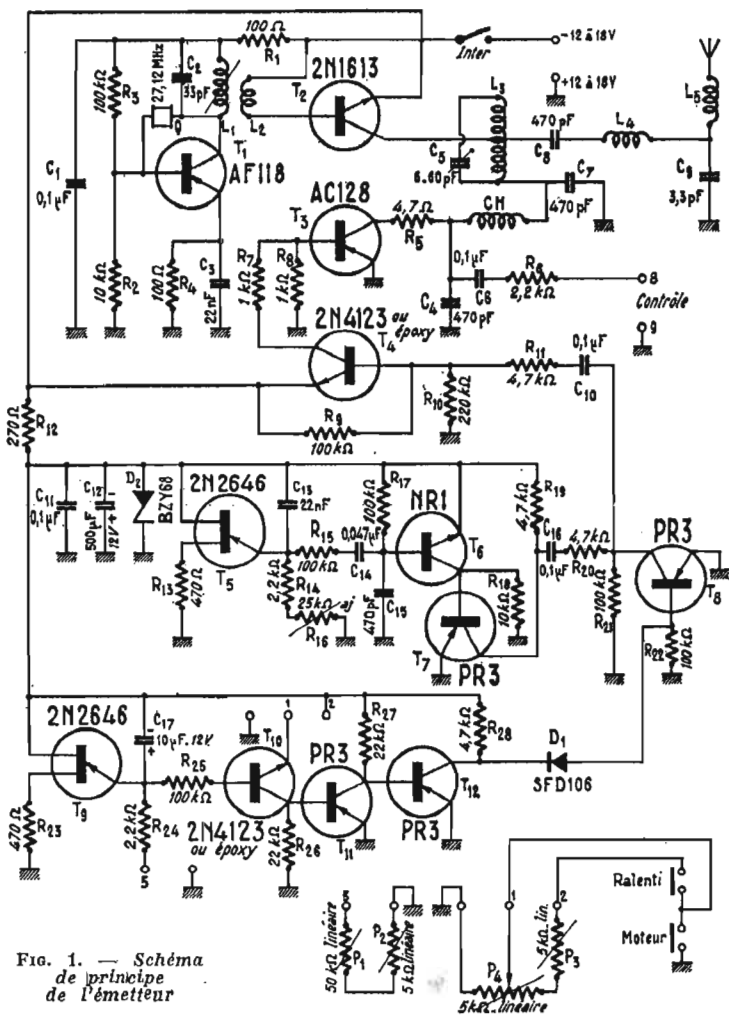 100Ω
R1
Inter
-12 à 18V
+12 à 18V
2N1613
T2
100kΩ
R3
27,12 MHz
Q
C2
33pF
L1
L2
L3
L5
470 pF
C8
L4
C5
6.60pF
C7
470 pF
C9
3,3pF
C1
0,1µF
T1
AF118
AC128
T3
4,7Ω
R5
CH
R2
10kΩ
R4
100Ω
C3
22nF
R7
1kΩ
R8
1kΩ
0,1µF
C6
R6
2,2kΩ
8
Contrôle
9
C4
470pF
2N4123
ou époxy
T4
R11
4,7kΩ
0,1µF
C10
R10
220kΩ
R9
100kΩ
270Ω
R12
C11
0,1µF
C12
500µF
12V
-
+
D2
BZY68
2N2646
T5
C13
22nF
R17
100kΩ
NR1
T6
R19
4,7kΩ
C16
0,1µF
4,7kΩ
R20
PR3
T8
R15
100kΩ
0,047µF
C14
R13
470Ω
R14
2,2kΩ
25kΩ aj
R16
C15
470pF
R18
10kΩ
T7
PR3
R21
100kΩ
R22
100kΩ
2N2646
T9
C17
-
10µF.12V
+
1
2
T10
R25
100kΩ
2N4123
ou époxy
R27
22kΩ
PR3
T11
R28
4,7kΩ
T12
PR3
D1
SFD106
R23
470Ω
R24
2,2kΩ
5
R26
22kΩ
5
P1
50kΩ linéaire
P2
5kΩ linéaire
1
2
P4
5kΩ linéaire
P3
5kΩ lin.
Ralenti
Moteur
FIG. 1. — Schéma
de principe
de l'émetteur